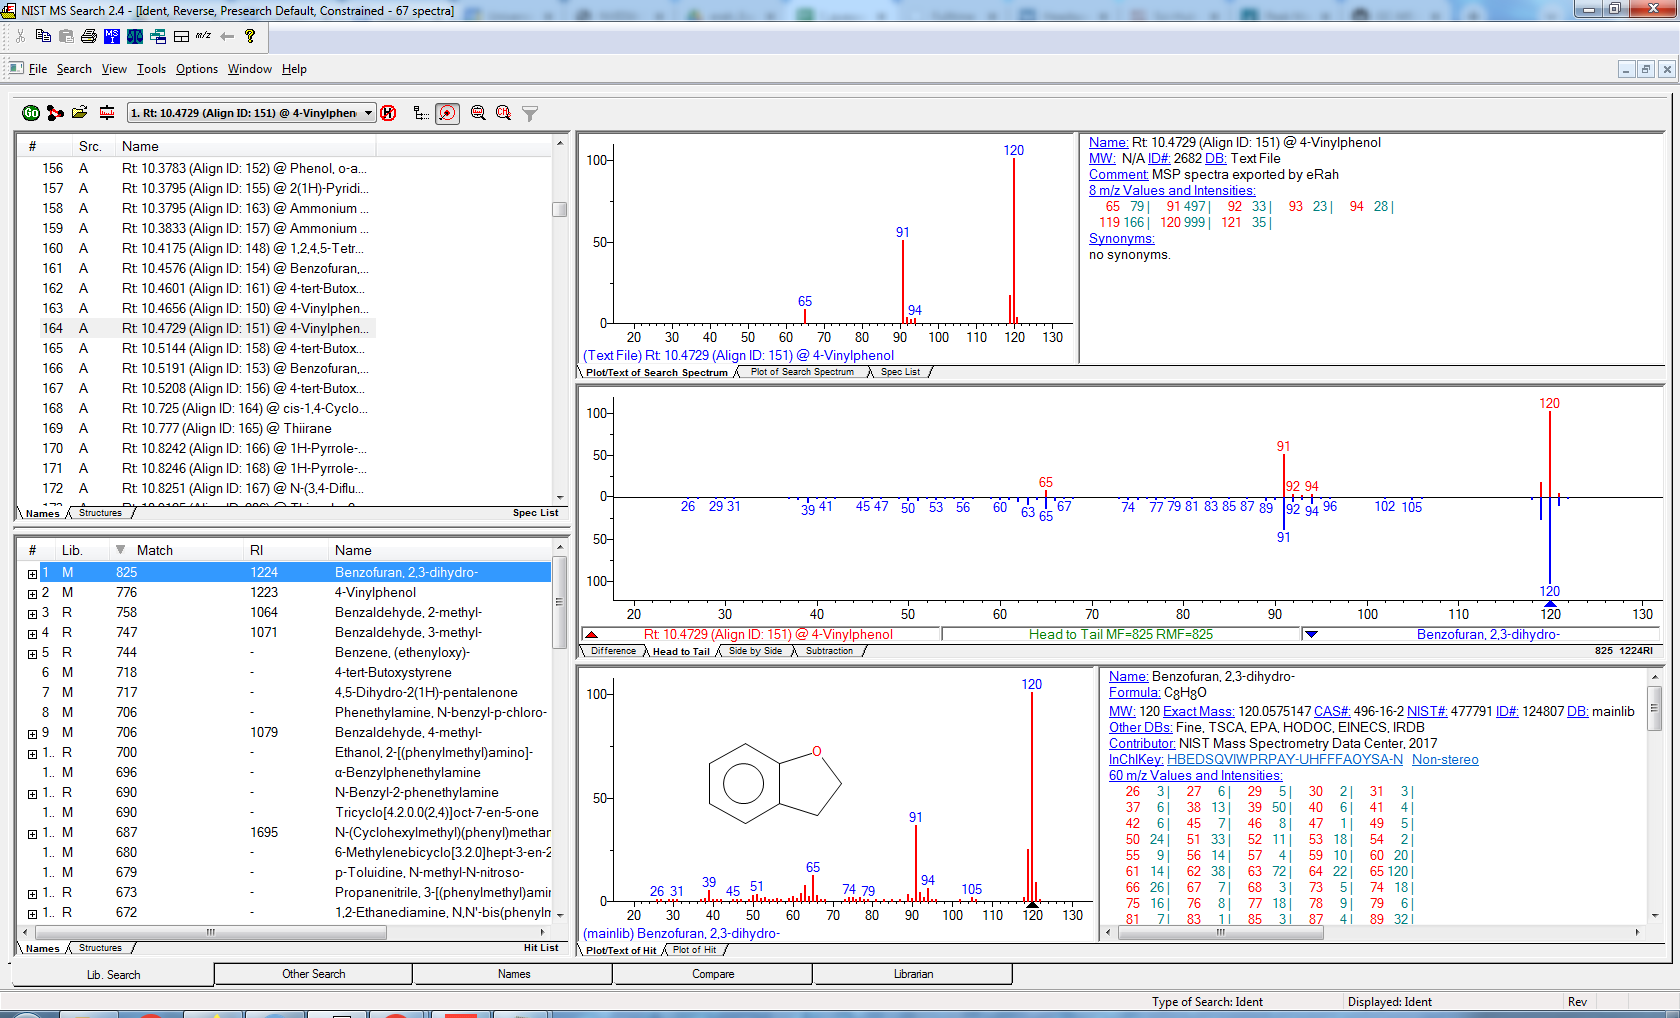 NIST MS Search 2.4 - [Ident, Reverse, Presearch Default, Constrained - 67 spectra]
MS m/z ?
File Search View Tools Options Window Help
GO 1. Rt: 10.4729 (Align ID: 151) @ 4-Vinylphen
# Src. Name
156 A Rt: 10.3783 (Align ID: 152) @ Phenol, o-a...
157 A Rt: 10.3795 (Align ID: 155) @ 2(1H)-Pyridi...
158 A Rt: 10.3795 (Align ID: 163) @ Ammonium ...
159 A Rt: 10.3833 (Align ID: 157) @ Ammonium ...
160 A Rt: 10.4175 (Align ID: 148) @ 1,2,4,5-Tetr...
161 A Rt: 10.4576 (Align ID: 154) @ Benzofuran,...
162 A Rt: 10.4601 (Align ID: 161) @ 4-tert-Butox...
163 A Rt: 10.4656 (Align ID: 150) @ 4-Vinylphen...
164 A Rt: 10.4729 (Align ID: 151) @ 4-Vinylphen...
165 A Rt: 10.5144 (Align ID: 158) @ 4-tert-Butox...
166 A Rt: 10.5191 (Align ID: 153) @ Benzofuran,...
167 A Rt: 10.5208 (Align ID: 156) @ 4-tert-Butox...
168 A Rt: 10.725 (Align ID: 164) @ cis-1,4-Cyclo...
169 A Rt: 10.777 (Align ID: 165) @ Thiirane
170 A Rt: 10.8242 (Align ID: 166) @ 1H-Pyrrole-...
171 A Rt: 10.8246 (Align ID: 168) @ 1H-Pyrrole-...
172 A Rt: 10.8251 (Align ID: 167) @ N-(3,4-Diflu...
Names Structures Spec List
# Lib. Match RI Name
1 M 825 1224 Benzofuran, 2,3-dihydro-
2 M 776 1223 4-Vinylphenol
3 R 758 1064 Benzaldehyde, 2-methyl-
4 R 747 1071 Benzaldehyde, 3-methyl-
5 R 744 - Benzene, (ethenyloxy)-
6 M 718 - 4-tert-Butoxystyrene
7 M 717 - 4,5-Dihydro-2(1H)-pentalenone
8 M 706 - Phenethylamine, N-benzyl-p-chloro-
9 M 706 1079 Benzaldehyde, 4-methyl-
1.. R 700 - Ethanol, 2-[(phenylmethyl)amino]-
1.. M 696 - α-Benzylphenethylamine
1.. R 690 - N-Benzyl-2-phenethylamine
1.. M 690 - Tricyclo[4.2.0.0(2,4)]oct-7-en-5-one
1.. M 687 1695 N-(Cyclohexylmethyl)(phenyl)methan
1.. M 680 - 6-Methylenebicyclo[3.2.0]hept-3-en-2
1.. M 679 - p-Toluidine, N-methyl-N-nitroso-
1.. R 673 - Propanenitrile, 3-[(phenylmethyl)amin
1.. R 672 - 1,2-Ethanediamine, N,N'-bis(phenylm
Names Structures Hit List
100 50 0
120
91
65 94
20 30 40 50 60 70 80 90 100 110 120 130
(Text File) Rt: 10.4729 (Align ID: 151) @ 4-Vinylphenol
Plot/Text of Search Spectrum Plot of Search Spectrum Spec List
Name: Rt: 10.4729 (Align ID: 151) @ 4-Vinylphenol
MW: N/A ID#: 2682 DB: Text File
Comment: MSP spectra exported by eRah
8 m/z Values and Intensities:
65 79| 91 497| 92 33| 93 23| 94 28|
119 166| 120 999| 121 35|
Synonyms:
no synonyms.
100 50 0 50 100
120
91
65 92 94
26 29 31 39 41 45 47 50 53 56 60 63 65 67 74 77 79 81 83 85 87 89 92 94 96 102 105
91
120
20 30 40 50 60 70 80 90 100 110 120 130
Rt: 10.4729 (Align ID: 151) @ 4-Vinylphenol Head to Tail MF=825 RMF=825 Benzofuran, 2,3-dihydro-
Difference Head to Tail Side by Side Subtraction 825 1224RI
100 50 0
120
O
91
26 31 39 45 51 65 74 79 94 105
20 30 40 50 60 70 80 90 100 110 120 130
(mainlib) Benzofuran, 2,3-dihydro-
Plot/Text of Hit Plot of Hit
Name: Benzofuran, 2,3-dihydro-
Formula: C8H8O
MW: 120 Exact Mass: 120.0575147 CAS#: 496-16-2 NIST#: 477791 ID#: 124807 DB: mainlib
Other DBs: Fine, TSCA, EPA, HODOC, EINECS, IRDB
Contributor: NIST Mass Spectrometry Data Center, 2017
InChIKey: HBEDSQVIWPRPAY-UHFFFAOYSA-N Non-stereo
60 m/z Values and Intensities:
26 3| 27 6| 29 5| 30 2| 31 3|
37 6| 38 13| 39 50| 40 6| 41 4|
42 6| 45 7| 46 8| 47 1| 49 5|
50 24| 51 33| 52 11| 53 18| 54 2|
55 9| 56 14| 57 4| 59 10| 60 20|
61 14| 62 38| 63 72| 64 22| 65 120|
66 26| 67 7| 68 3| 73 5| 74 18|
75 16| 76 8| 77 18| 78 9| 79 6|
81 7| 83 1| 85 3| 87 4| 89 32|
Lib. Search Other Search Names Compare Librarian
Type of Search: Ident Displayed: Ident Rev